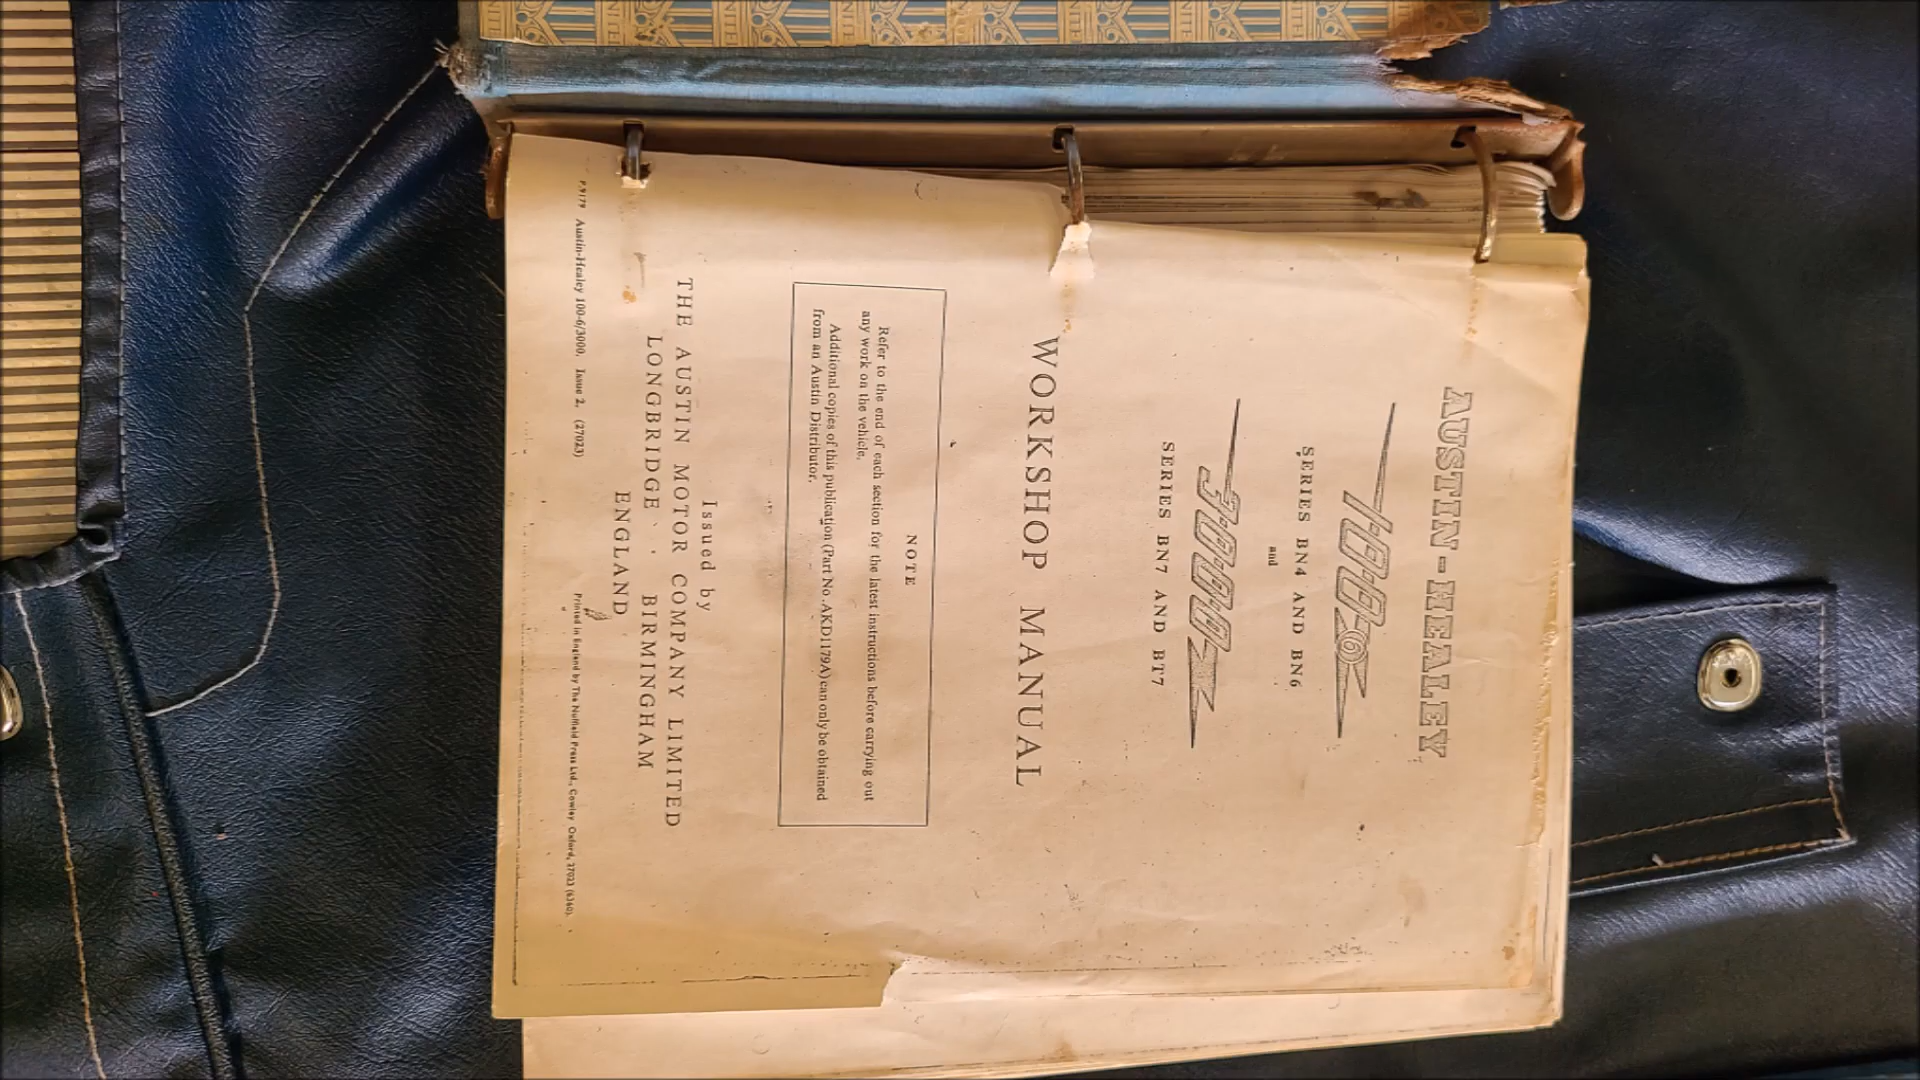 AUSTIN-HEALEY
100-6
SERIES BN4 AND BN6
and
3000
SERIES BN7 AND BT7
WORKSHOP MANUAL
NOTE
Refer to the end of each section for the latest instructions before carrying out
any work on the vehicle.
Additional copies of this publication (Part No. AKD1179A) can only be obtained
from an Austin Distributor.
Issued by
THE AUSTIN MOTOR COMPANY LIMITED
LONGBRIDGE · BIRMINGHAM
ENGLAND
Austin-Healey 100-6/3000. Issue 2. (27023)
Printed in England by The Nuffield Press Ltd., Cowley Oxford, 27023 (6360).